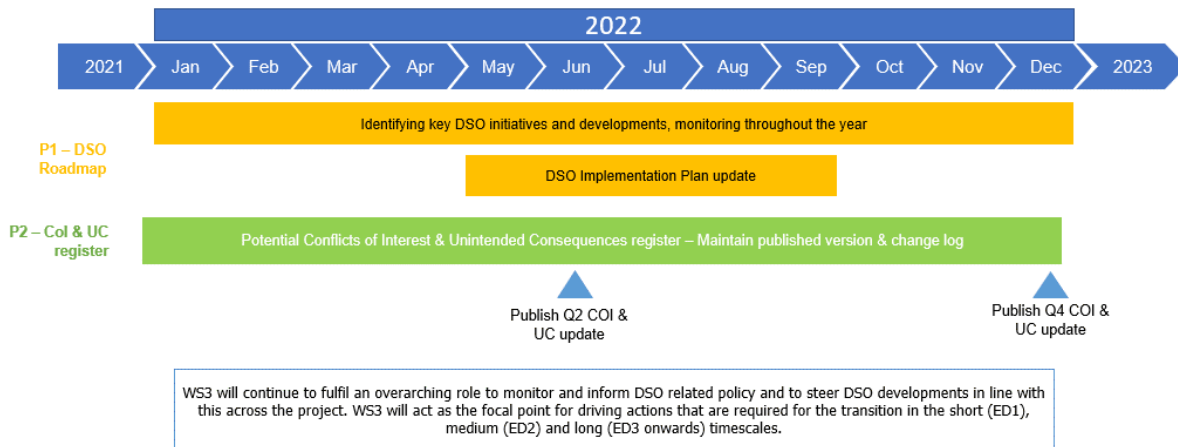 2022
2021 Jan Feb Mar Apr May Jun Jul Aug Sep Oct Nov Dec 2023
Identifying key DSO initiatives and developments, monitoring throughout the year
P1 – DSO
Roadmap
DSO Implementation Plan update
P2 – CoI & UC
register
Potential Conflicts of Interest & Unintended Consequences register – Maintain published version & change log
Publish Q2 COI &
UC update
Publish Q4 COI &
UC update
WS3 will continue to fulfil an overarching role to monitor and inform DSO related policy and to steer DSO developments in line with
this across the project. WS3 will act as the focal point for driving actions that are required for the transition in the short (ED1),
medium (ED2) and long (ED3 onwards) timescales.